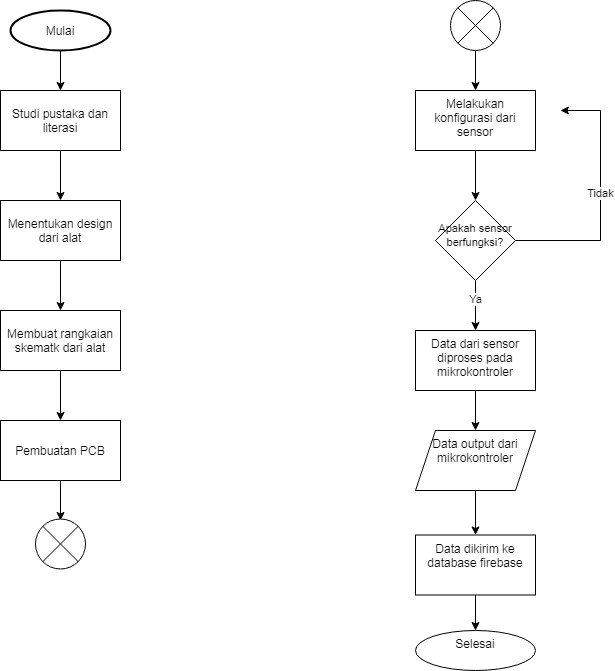 Mulai
Studi pustaka dan
literasi
Menentukan design
dari alat
Membuat rangkaian
skematk dari alat
Pembuatan PCB
Melakukan
konfigurasi dari
sensor
Apakah sensor
berfungksi?
Tidak
Ya
Data dari sensor
diproses pada
mikrokontroler
Data output dari
mikrokontroler
Data dikirim ke
database firebase
Selesai